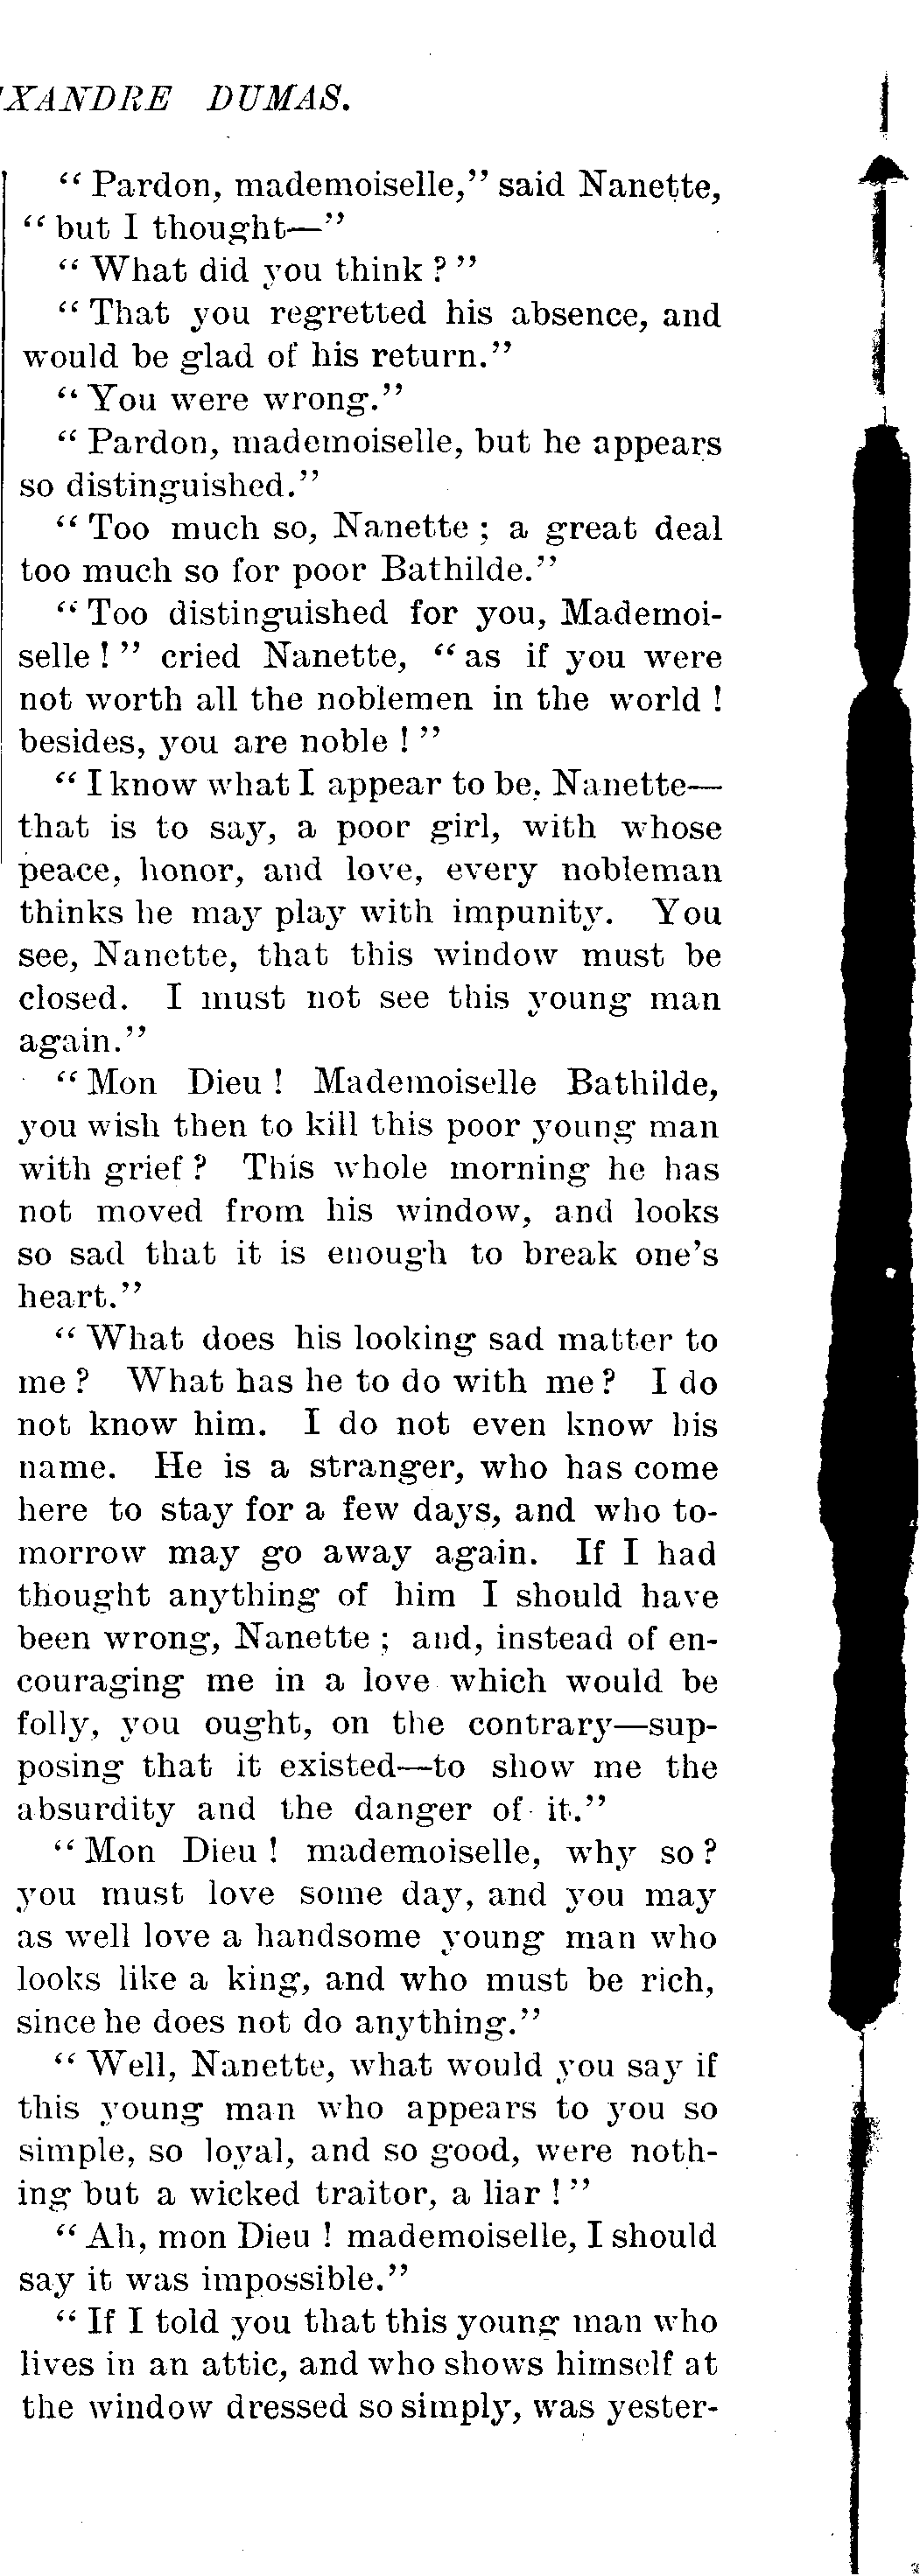 XANDRE DUMAS.
“ Pardon, mademoiselle,” said Nanette,
“ but I thought—”
“ What did you think ? ”
“ That you regretted his absence, and
would be glad of his return.”
“ You were wrong.”
“ Pardon, mademoiselle, but he appears
so distinguished.”
“ Too much so, Nanette ; a great deal
too much so for poor Bathilde.”
“ Too distinguished for you, Mademoi-
selle ! ” cried Nanette, “ as if you were
not worth all the noblemen in the world !
besides, you are noble ! ”
“ I know what I appear to be, Nanette—
that is to say, a poor girl, with whose
peace, honor, and love, every nobleman
thinks he may play with impunity. You
see, Nanette, that this window must be
closed. I must not see this young man
again.”
“ Mon Dieu ! Mademoiselle Bathilde,
you wish then to kill this poor young man
with grief ? This whole morning he has
not moved from his window, and looks
so sad that it is enough to break one’s
heart.”
“ What does his looking sad matter to
me ? What has he to do with me ? I do
not know him. I do not even know his
name. He is a stranger, who has come
here to stay for a few days, and who to-
morrow may go away again. If I had
thought anything of him I should have
been wrong, Nanette ; and, instead of en-
couraging me in a love which would be
folly, you ought, on the contrary—sup-
posing that it existed—to show me the
absurdity and the danger of it.”
“ Mon Dieu ! mademoiselle, why so ?
you must love some day, and you may
as well love a handsome young man who
looks like a king, and who must be rich,
since he does not do anything.”
“ Well, Nanette, what would you say if
this young man who appears to you so
simple, so loyal, and so good, were noth-
ing but a wicked traitor, a liar ! ”
“ Ah, mon Dieu ! mademoiselle, I should
say it was impossible.”
“ If I told you that this young man who
lives in an attic, and who shows himself at
the window dressed so simply, was yester-